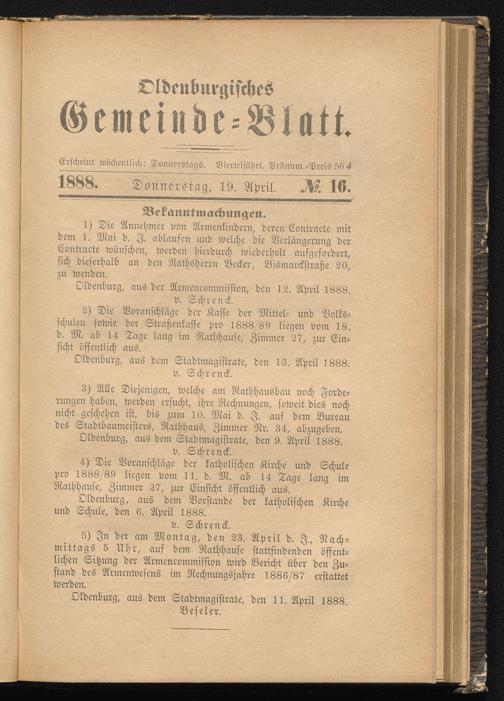 Oldenburgisches
Gemeinde-Blatt.
Erscheint wöchentlich: Donnerstags. Vierteljährl. Pränum.-Preis 50 ₰
1888. Donnerstag, 19. April. № 16.
Bekanntmachungen.
1) Die Annehmer von Armenkindern, deren Contracte mit
dem 1. Mai d. J. ablaufen und welche die Verlängerung der
Contracte wünschen, werden hierdurch wiederholt aufgefordert,
sich dieserhalb an den Rathsherrn Becker, Bismarckstraße 20,
zu wenden.
Oldenburg, aus der Armencommission, den 12. April 1888.
v. Schrenck.
2) Die Voranschläge der Kasse der Mittel- und Volks-
schulen sowie der Straßenkasse pro 1888/89 liegen vom 18.
d. M. ab 14 Tage lang im Rathhause, Zimmer 27, zur Ein-
sicht öffentlich aus.
Oldenburg, aus dem Stadtmagistrate, den 13. April 1888.
v. Schrenck.
3) Alle Diejenigen, welche am Rathhausbau noch Forde-
rungen haben, werden ersucht, ihre Rechnungen, soweit dies noch
nicht geschehen ist, bis zum 10. Mai d. J. auf dem Bureau
des Stadtbaumeisters, Rathhaus, Zimmer Nr. 34, abzugeben.
Oldenburg, aus dem Stadtmagistrate, den 9. April 1888.
v. Schrenck.
4) Die Voranschläge der katholischen Kirche und Schule
pro 1888/89 liegen vom 11. d. M. ab 14 Tage lang im
Rathhause, Zimmer 27, zur Einsicht öffentlich aus.
Oldenburg, aus dem Vorstande der katholischen Kirche
und Schule, den 6. April 1888.
v. Schrenck.
5) In der am Montag, den 23. April d. J., Nach-
mittags 5 Uhr, auf dem Rathhause stattfindenden öffent-
lichen Sitzung der Armencommission wird Bericht über den Zu-
stand des Armenwesens im Rechnungsjahre 1886/87 erstattet
werden.
Oldenburg, aus dem Stadtmagistrate, den 11. April 1888.
Beseler.